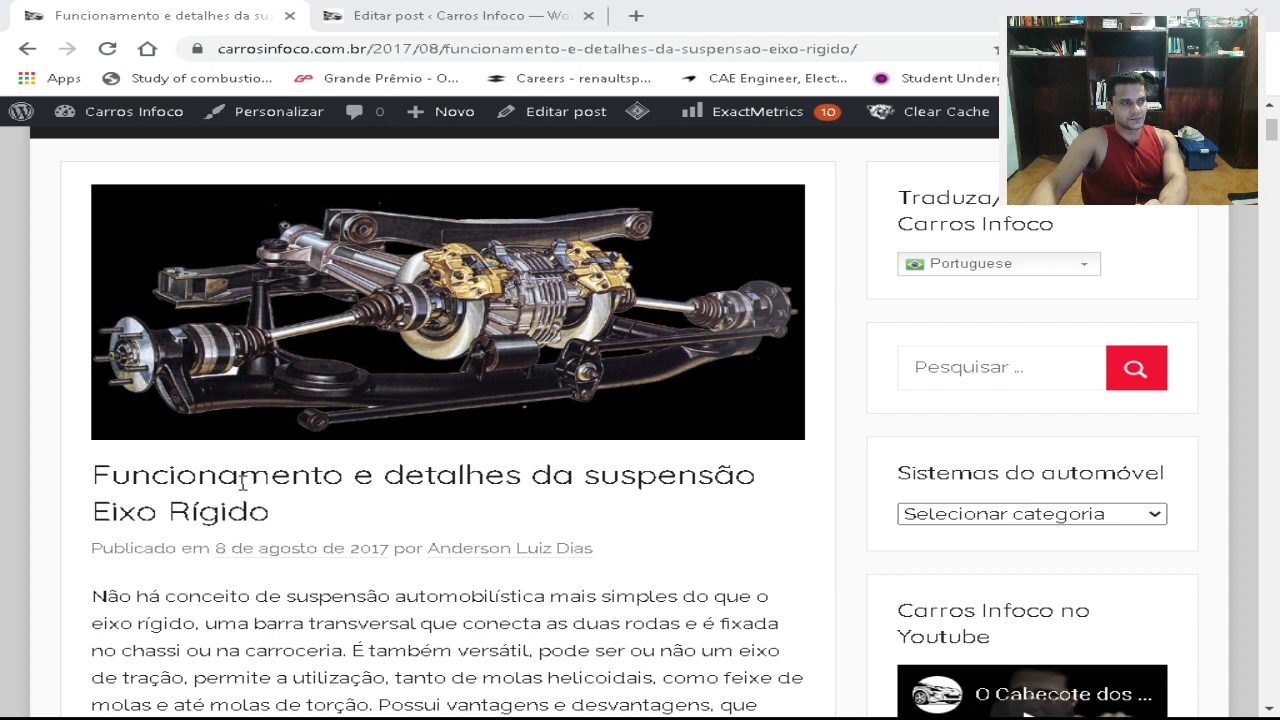 Funcionamento e detalhes da sus
Editar post ‹ Carros Infoco — Wo
carrosinfoco.com.br/2017/08/funcionamento-e-detalhes-da-suspensao-eixo-rigido/
Apps
Study of combustio...
Grande Prêmio - O...
Careers - renaultsp...
CAE Engineer, Elect...
Student Underg
Carros Infoco
Personalizar
0
Novo
Editar post
ExactMetrics
10
Clear Cache
Funcionamento e detalhes da suspensão
Eixo Rígido
Publicado em 8 de agosto de 2017 por Anderson Luiz Dias
Não há conceito de suspensão automobilística mais simples do que o
eixo rígido, uma barra transversal que conecta as duas rodas e é fixada
no chassi ou na carroceria. É também versátil, pode ser ou não um eixo
de tração, permite a utilização, tanto de molas helicoidais, como feixe de
molas e até molas de torção. Possui vantagens e desvantagens, que
Traduza/
Carros Infoco
Portuguese
Pesquisar ...
Sistemas do automóvel
Selecionar categoria
Carros Infoco no
Youtube
O Cabeçote dos ...